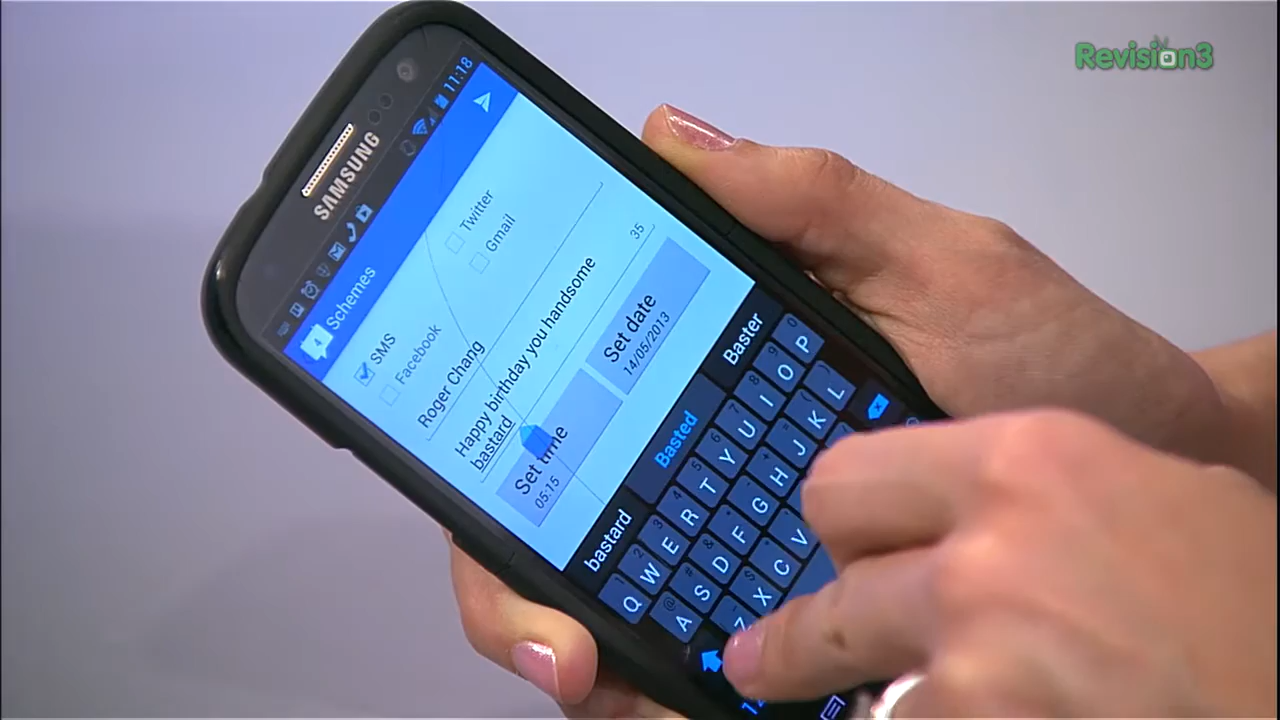 Revision3
SAMSUNG
11:18
4
Schemes
SMS
Twitter
Facebook
Gmail
Roger Chang
Happy birthday you handsome
bastard
35
Set time
05:15
Set date
14/05/2013
bastard
Basted
Baster
Q W E R T Y U I O P
A S D F G H J K L
Z X C V